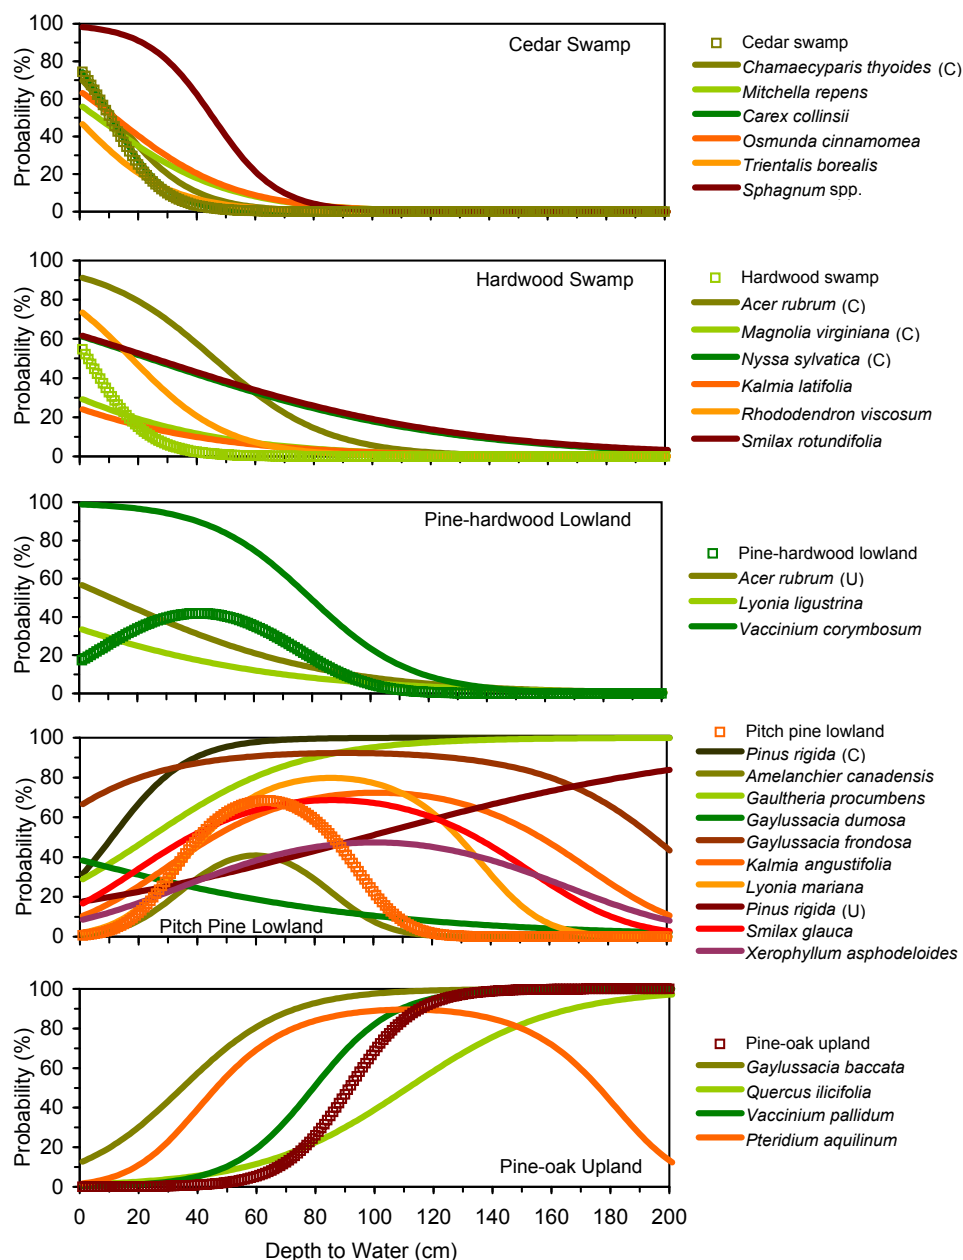 Cedar Swamp
Probability (%)
100
80
60
40
20
0
Cedar swamp
Chamaecyparis thyoides (C)
Mitchella repens
Carex collinsii
Osmunda cinnamomea
Trientalis borealis
Sphagnum spp.
Hardwood Swamp
Probability (%)
100
80
60
40
20
0
Hardwood swamp
Acer rubrum (C)
Magnolia virginiana (C)
Nyssa sylvatica (C)
Kalmia latifolia
Rhododendron viscosum
Smilax rotundifolia
Pine-hardwood Lowland
Probability (%)
100
80
60
40
20
0
Pine-hardwood lowland
Acer rubrum (U)
Lyonia ligustrina
Vaccinium corymbosum
Pitch Pine Lowland
Probability (%)
100
80
60
40
20
0
Pitch pine lowland
Pinus rigida (C)
Amelanchier canadensis
Gaultheria procumbens
Gaylussacia dumosa
Gaylussacia frondosa
Kalmia angustifolia
Lyonia mariana
Pinus rigida (U)
Smilax glauca
Xerophyllum asphodeloides
Pine-oak Upland
Probability (%)
100
80
60
40
20
0
Pine-oak upland
Gaylussacia baccata
Quercus ilicifolia
Vaccinium pallidum
Pteridium aquilinum
0 20 40 60 80 100 120 140 160 180 200
Depth to Water (cm)